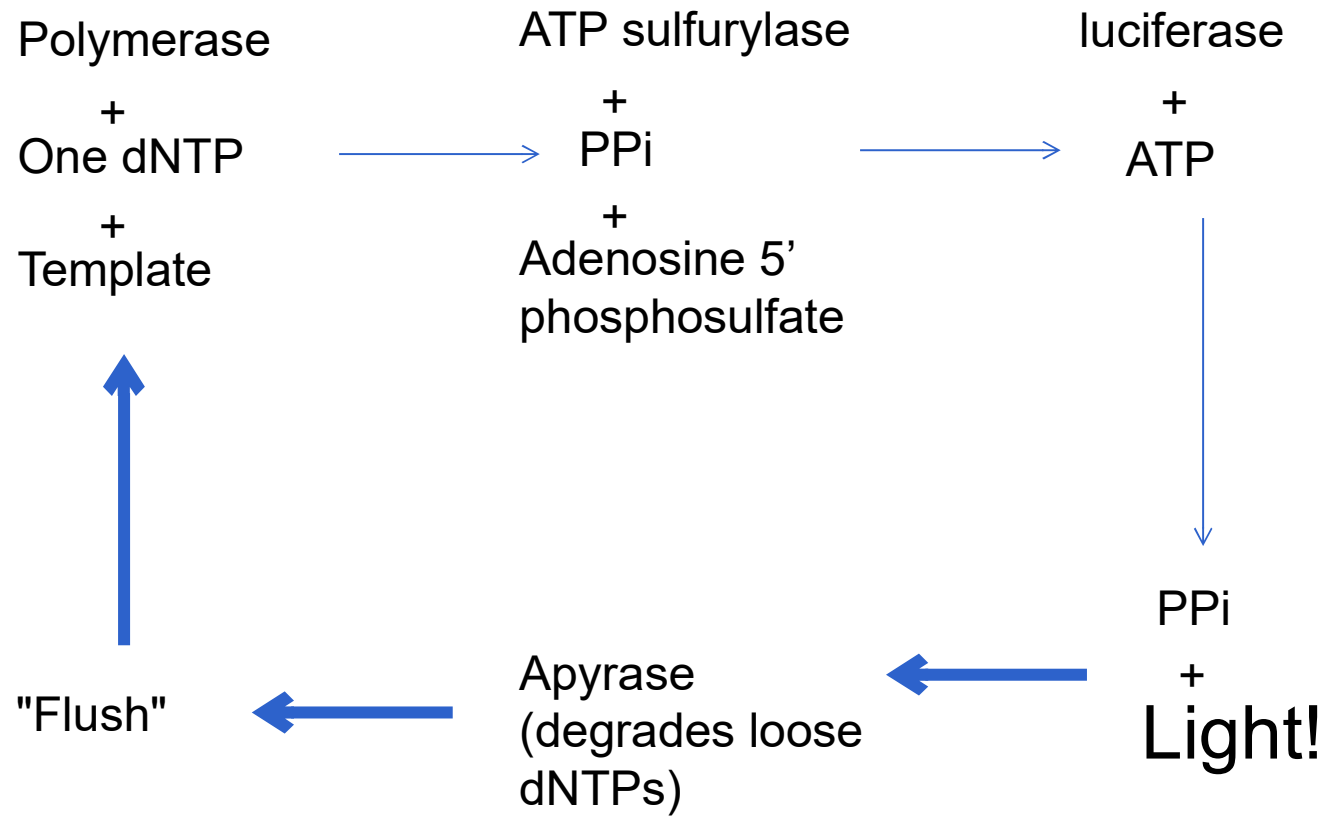 Polymerase
+
One dNTP
+
Template
ATP sulfurylase
+
PPi
+
Adenosine 5’
phosphosulfate
luciferase
+
ATP
PPi
+
Light!
Apyrase
(degrades loose
dNTPs)
"Flush"